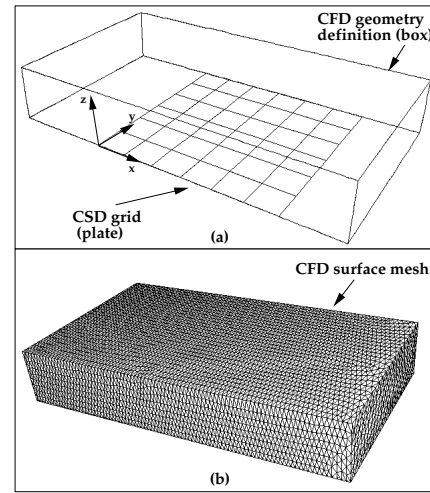 CFD geometry
definition (box)
z
y
x
CSD grid
(plate)
(a)
CFD surface mesh
(b)